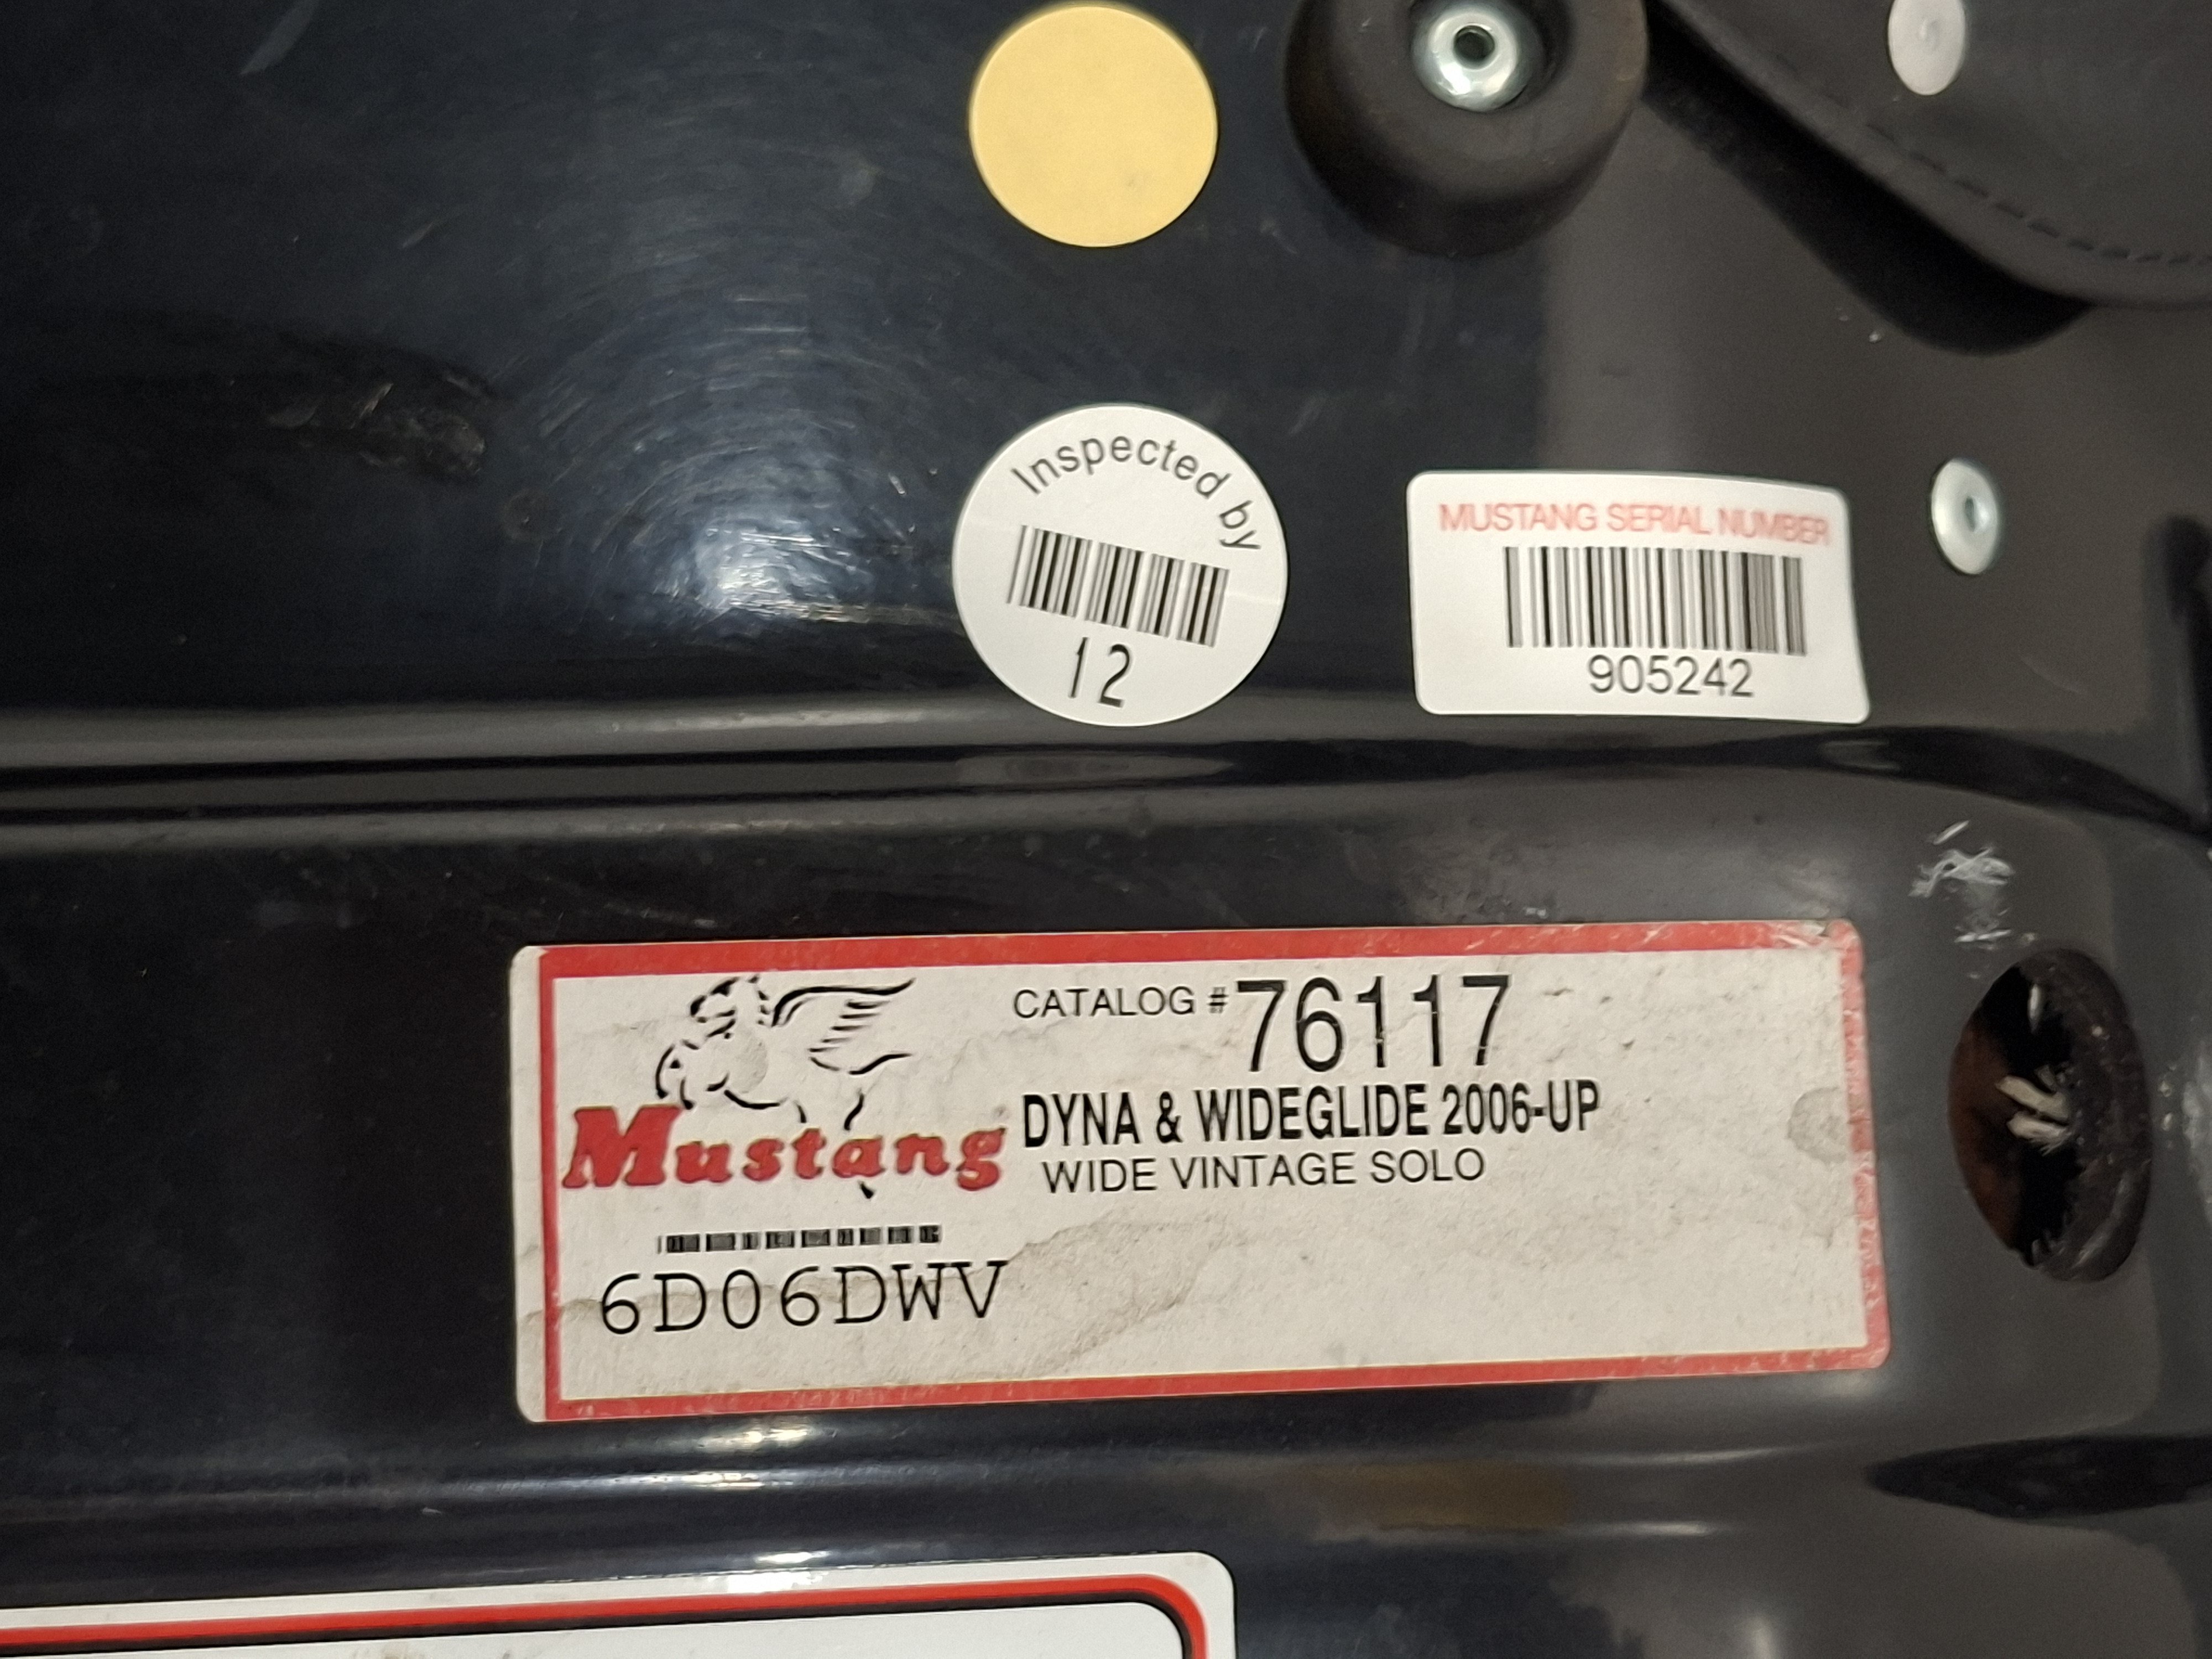 Inspected by
12
MUSTANG SERIAL NUMBER
905242
CATALOG #76117
Mustang
DYNA & WIDEGLIDE 2006-UP
WIDE VINTAGE SOLO
6D06DWV